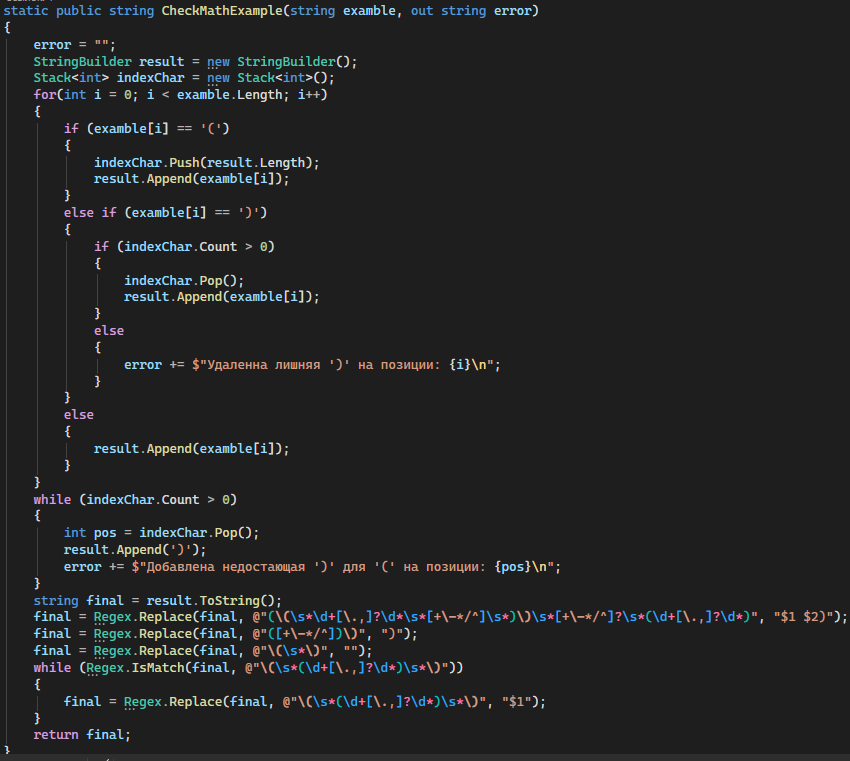 static public string CheckMathExample(string examble, out string error)
{
error = "";
StringBuilder result = new StringBuilder();
Stack<int> indexChar = new Stack<int>();
for(int i = 0; i < examble.Length; i++)
{
if (examble[i] == '(')
{
indexChar.Push(result.Length);
result.Append(examble[i]);
}
else if (examble[i] == ')')
{
if (indexChar.Count > 0)
{
indexChar.Pop();
result.Append(examble[i]);
}
else
{
error += $"Удаленна лишняя ')' на позиции: {i}\n";
}
}
else
{
result.Append(examble[i]);
}
}
while (indexChar.Count > 0)
{
int pos = indexChar.Pop();
result.Append(')');
error += $"Добавлена недостающая ')' для '(' на позиции: {pos}\n";
}
string final = result.ToString();
final = Regex.Replace(final, @"(\(\s*\d+[\.,]?\d*\s*[+\-*/^]\s*)\)\s*[+\-*/^]?\s*(\d+[\.,]?\d*)", "$1 $2)");
final = Regex.Replace(final, @"([+\-*/^])\)", ")");
final = Regex.Replace(final, @"\(\s*\)", "");
while (Regex.IsMatch(final, @"\(\s*(\d+[\.,]?\d*)\s*\)"))
{
final = Regex.Replace(final, @"\(\s*(\d+[\.,]?\d*)\s*\)", "$1");
}
return final;
}